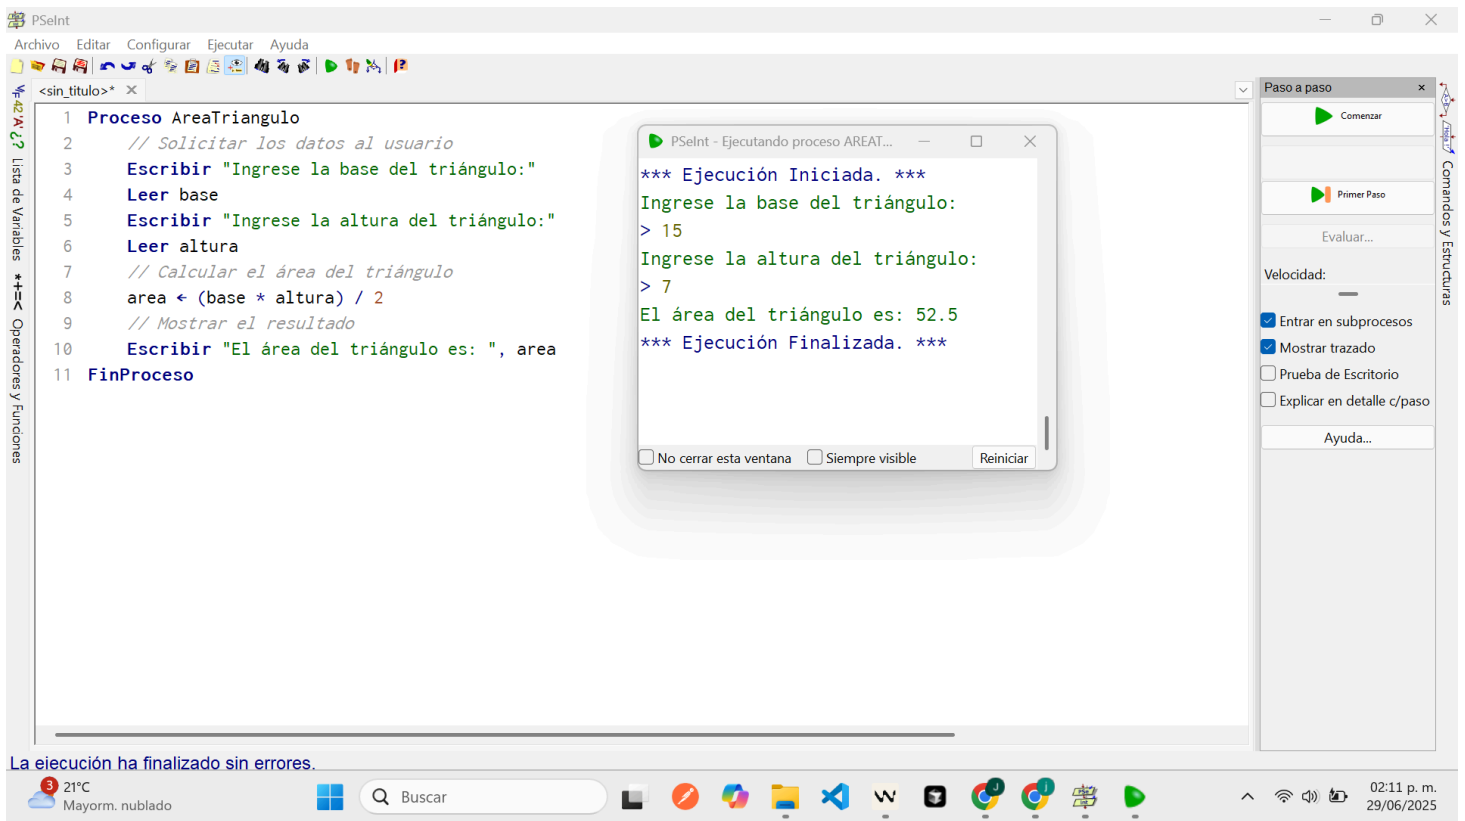 PSeInt
Archivo Editar Configurar Ejecutar Ayuda
<sin_titulo>*
1 Proceso AreaTriangulo
2 // Solicitar los datos al usuario
3 Escribir "Ingrese la base del triángulo:"
4 Leer base
5 Escribir "Ingrese la altura del triángulo:"
6 Leer altura
7 // Calcular el área del triángulo
8 area ← (base * altura) / 2
9 // Mostrar el resultado
10 Escribir "El área del triángulo es: ", area
11 FinProceso
Lista de Variables
*+=< Operadores y Funciones
PSeInt - Ejecutando proceso AREAT...
*** Ejecución Iniciada. ***
Ingrese la base del triángulo:
> 15
Ingrese la altura del triángulo:
> 7
El área del triángulo es: 52.5
*** Ejecución Finalizada. ***
No cerrar esta ventana Siempre visible Reiniciar
Paso a paso
Comenzar
Primer Paso
Evaluar...
Velocidad:
Entrar en subprocesos
Mostrar trazado
Prueba de Escritorio
Explicar en detalle c/paso
Ayuda...
Comandos y Estructuras
La ejecución ha finalizado sin errores.
3
21°C
Mayorm. nublado
Buscar
02:11 p. m.
29/06/2025